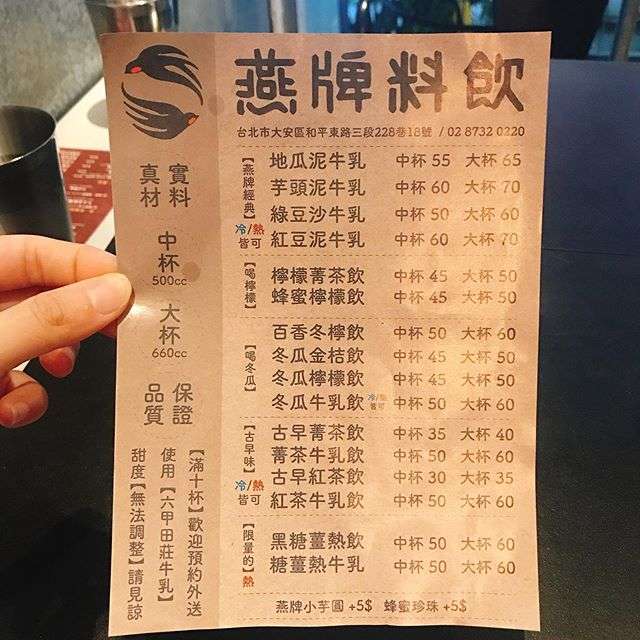 燕牌料飲
台北市大安區和平東路三段228巷18號 / 02 8732 0220
真材實料
中杯
500cc
大杯
660cc
品質保證
【滿十杯】歡迎預約外送
使用【六甲田莊牛乳】
甜度【無法調整】請見諒
【燕牌經典】
冷/熱
皆可
地瓜泥牛乳 中杯 55 大杯 65
芋頭泥牛乳 中杯 60 大杯 70
綠豆沙牛乳 中杯 50 大杯 60
紅豆泥牛乳 中杯 60 大杯 70
【喝檸檬】
檸檬菁茶飲 中杯 45 大杯 50
蜂蜜檸檬飲 中杯 45 大杯 50
【喝冬瓜】
百香冬檸飲 中杯 50 大杯 60
冬瓜金桔飲 中杯 45 大杯 50
冬瓜檸檬飲 中杯 45 大杯 50
冬瓜牛乳飲 冷/熱 皆可 中杯 50 大杯 60
【古早味】
冷/熱
皆可
古早菁茶飲 中杯 35 大杯 40
菁茶牛乳飲 中杯 50 大杯 60
古早紅茶飲 中杯 30 大杯 35
紅茶牛乳飲 中杯 50 大杯 60
【限量的】
熱
黑糖薑熱飲 中杯 50 大杯 60
糖薑熱牛乳 中杯 50 大杯 60
燕牌小芋圓 +5$ 蜂蜜珍珠 +5$